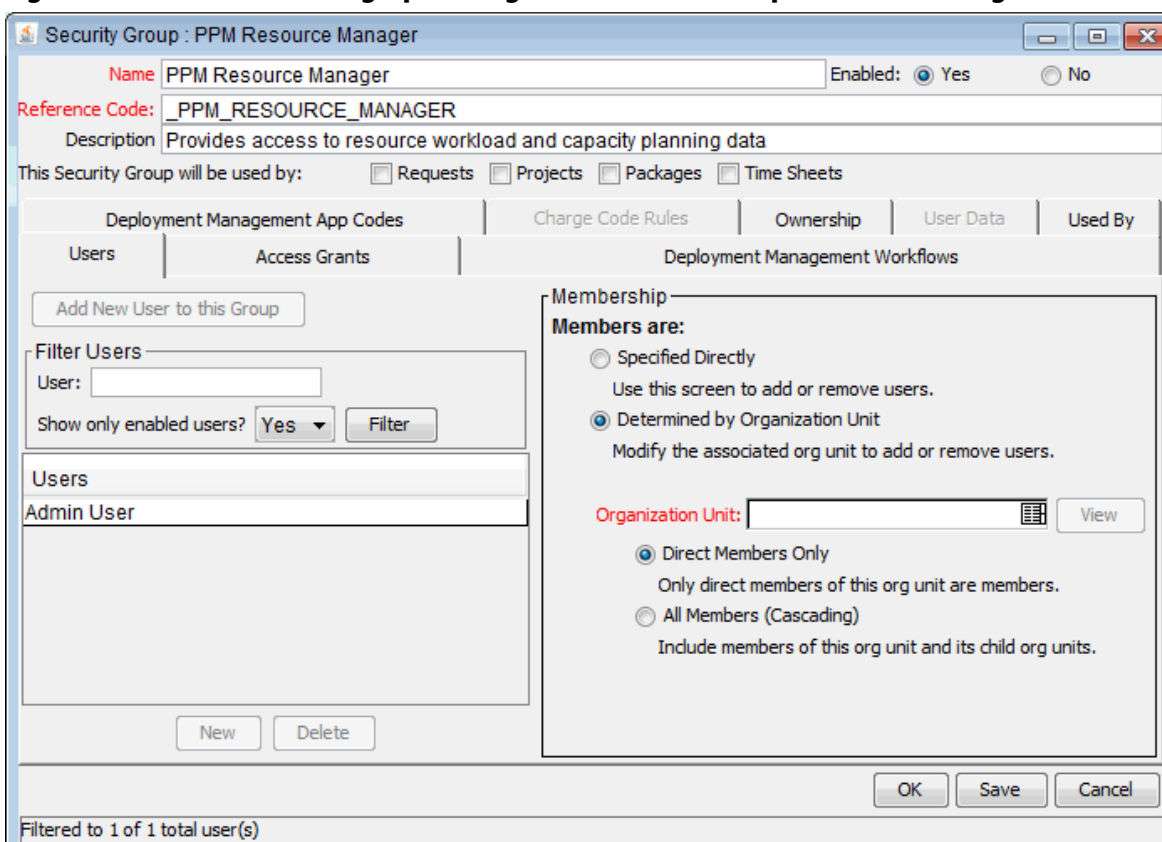 Security Group : PPM Resource Manager
Name PPM Resource Manager Enabled: Yes No
Reference Code: _PPM_RESOURCE_MANAGER
Description Provides access to resource workload and capacity planning data
This Security Group will be used by: Requests Projects Packages Time Sheets
Deployment Management App Codes Charge Code Rules Ownership User Data Used By
Users Access Grants Deployment Management Workflows
Add New User to this Group
Filter Users
User:
Show only enabled users? Yes Filter
Users
Admin User
New Delete
Membership
Members are:
Specified Directly
Use this screen to add or remove users.
Determined by Organization Unit
Modify the associated org unit to add or remove users.
Organization Unit: View
Direct Members Only
Only direct members of this org unit are members.
All Members (Cascading)
Include members of this org unit and its child org units.
OK Save Cancel
Filtered to 1 of 1 total user(s)